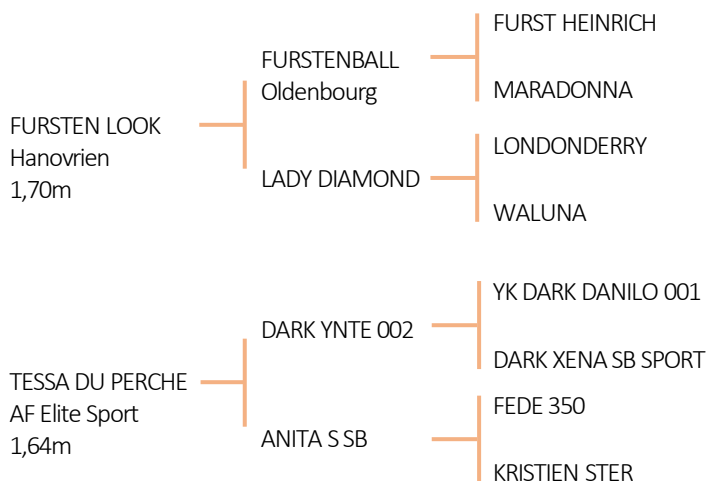 FURST HEINRICH
FURSTENBALL
Oldenbourg
MARADONNA
FURSTEN LOOK
Hanovrien
1,70m
LONDONDERRY
LADY DIAMOND
WALUNA
YK DARK DANILO 001
DARK YNTE 002
DARK XENA SB SPORT
TESSA DU PERCHE
AF Elite Sport
1,64m
FEDE 350
ANITA S SB
KRISTIEN STER